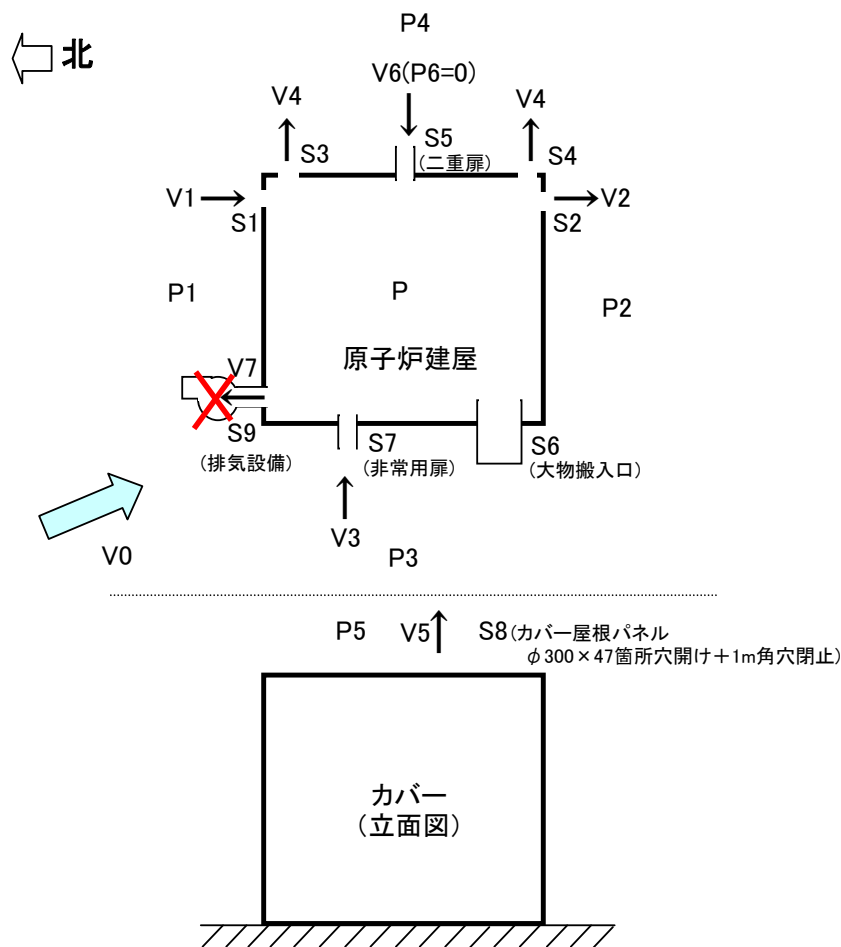 P4
北
V6(P6=0)
V4
V4
S5
(二重扉)
S3
S4
V1
V2
S1
S2
P1
P
P2
原子炉建屋
V7
S9
(排気設備)
S7
(非常用扉)
S6
(大物搬入口)
V0
V3
P3
P5
V5
S8(カバー屋根パネル
φ300×47箇所穴開け+1m角穴閉止)
カバー
(立面図)